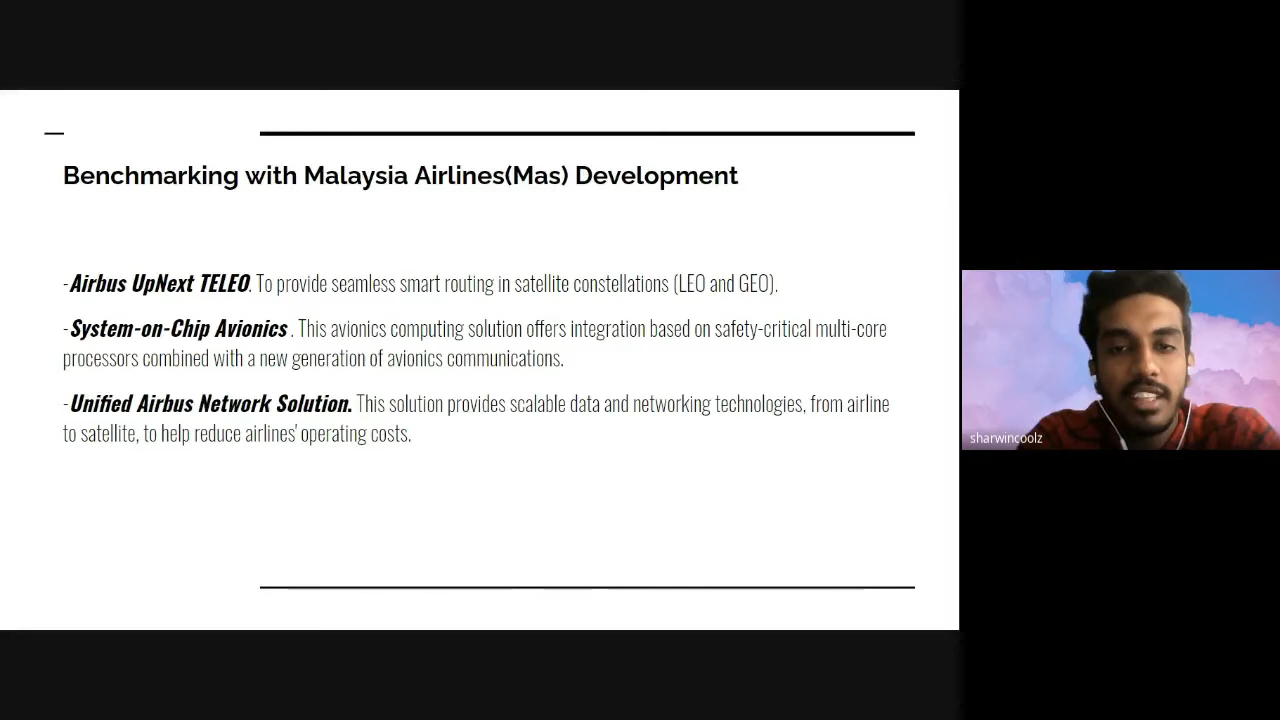 Benchmarking with Malaysia Airlines(Mas) Development
-Airbus UpNext TELEO. To provide seamless smart routing in satellite constellations (LEO and GEO).
-System-on-Chip Avionics . This avionics computing solution offers integration based on safety-critical multi-core
processors combined with a new generation of avionics communications.
-Unified Airbus Network Solution. This solution provides scalable data and networking technologies, from airline
to satellite, to help reduce airlines' operating costs.
sharwincoolz